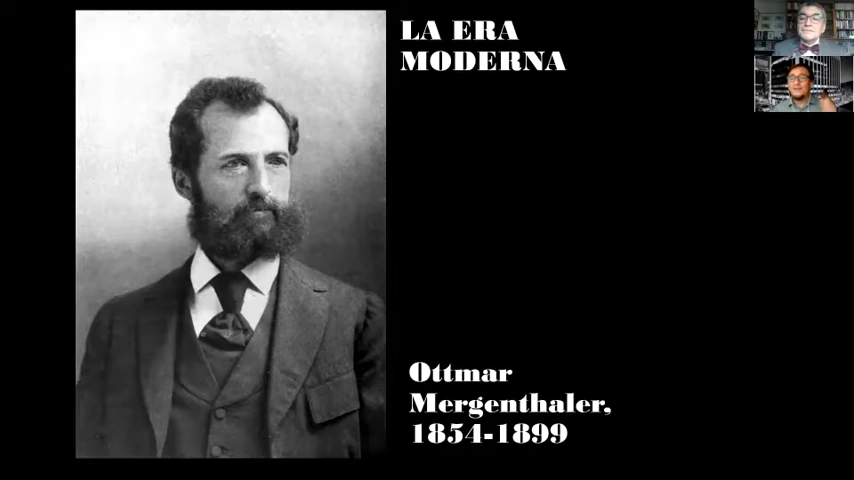 LA ERA
MODERNA
Ottmar
Mergenthaler,
1854-1899